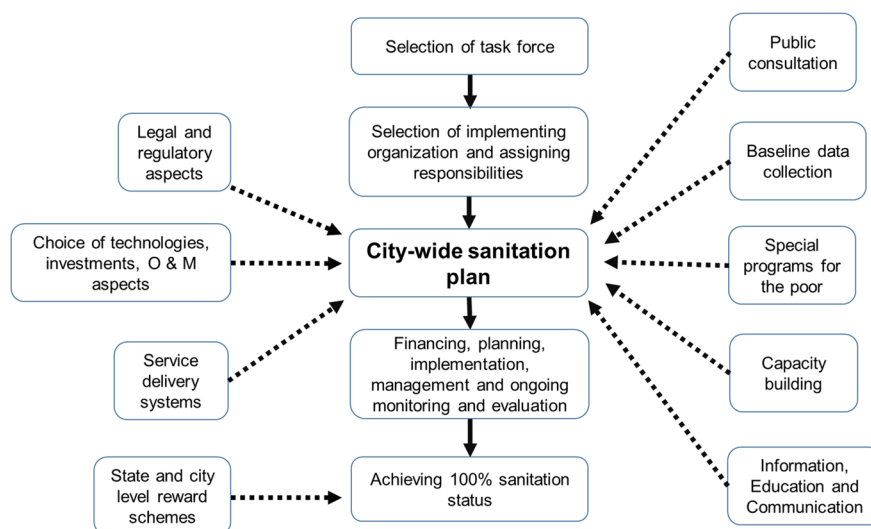 Selection of task force
Public
consultation
Legal and
regulatory
aspects
Selection of implementing
organization and assigning
responsibilities
Baseline data
collection
Choice of technologies,
investments, O & M
aspects
City-wide sanitation
plan
Special
programs for
the poor
Service
delivery
systems
Financing, planning,
implementation,
management and ongoing
monitoring and evaluation
Capacity
building
State and city
level reward
schemes
Achieving 100% sanitation
status
Information,
Education and
Communication